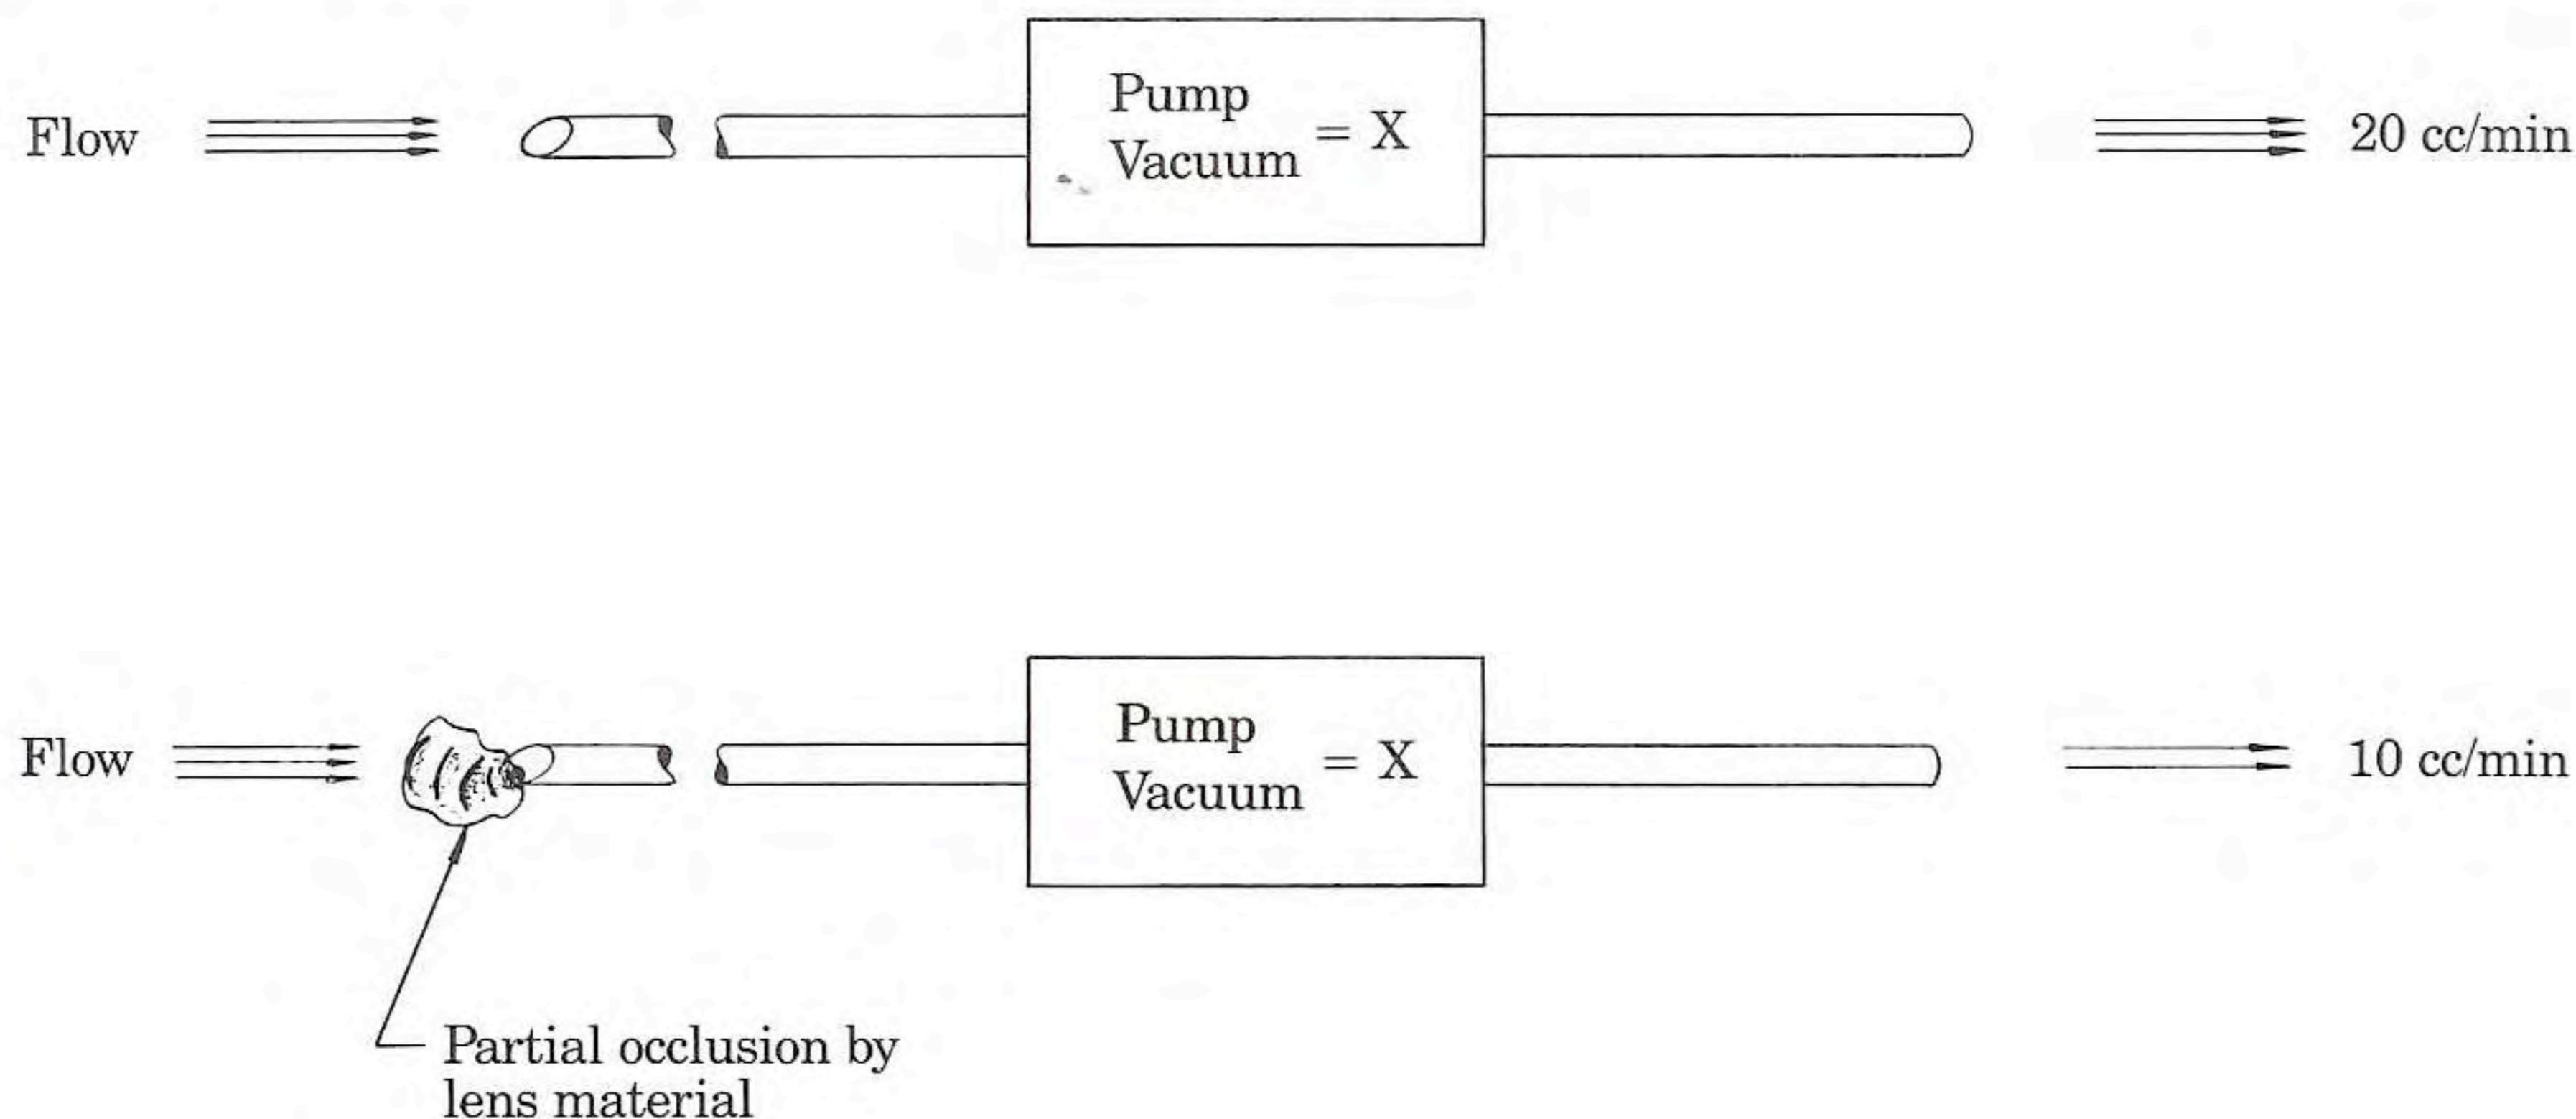 Flow
Pump
Vacuum
= X
20 cc/min
Flow
Pump
Vacuum
= X
10 cc/min
Partial occlusion by
lens material